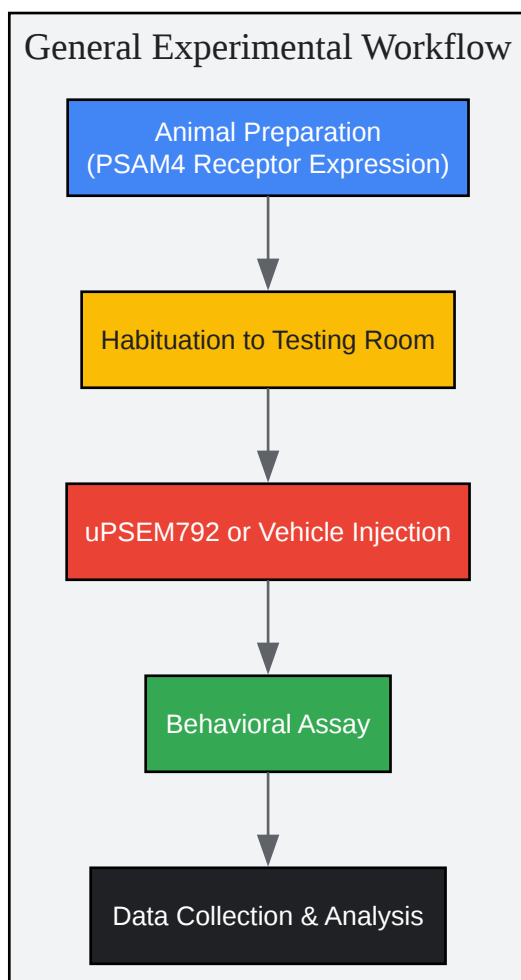 General Experimental Workflow
Animal Preparation
(PSAM4 Receptor Expression)
Habituation to Testing Room
uPSEM792 or Vehicle Injection
Behavioral Assay
Data Collection & Analysis